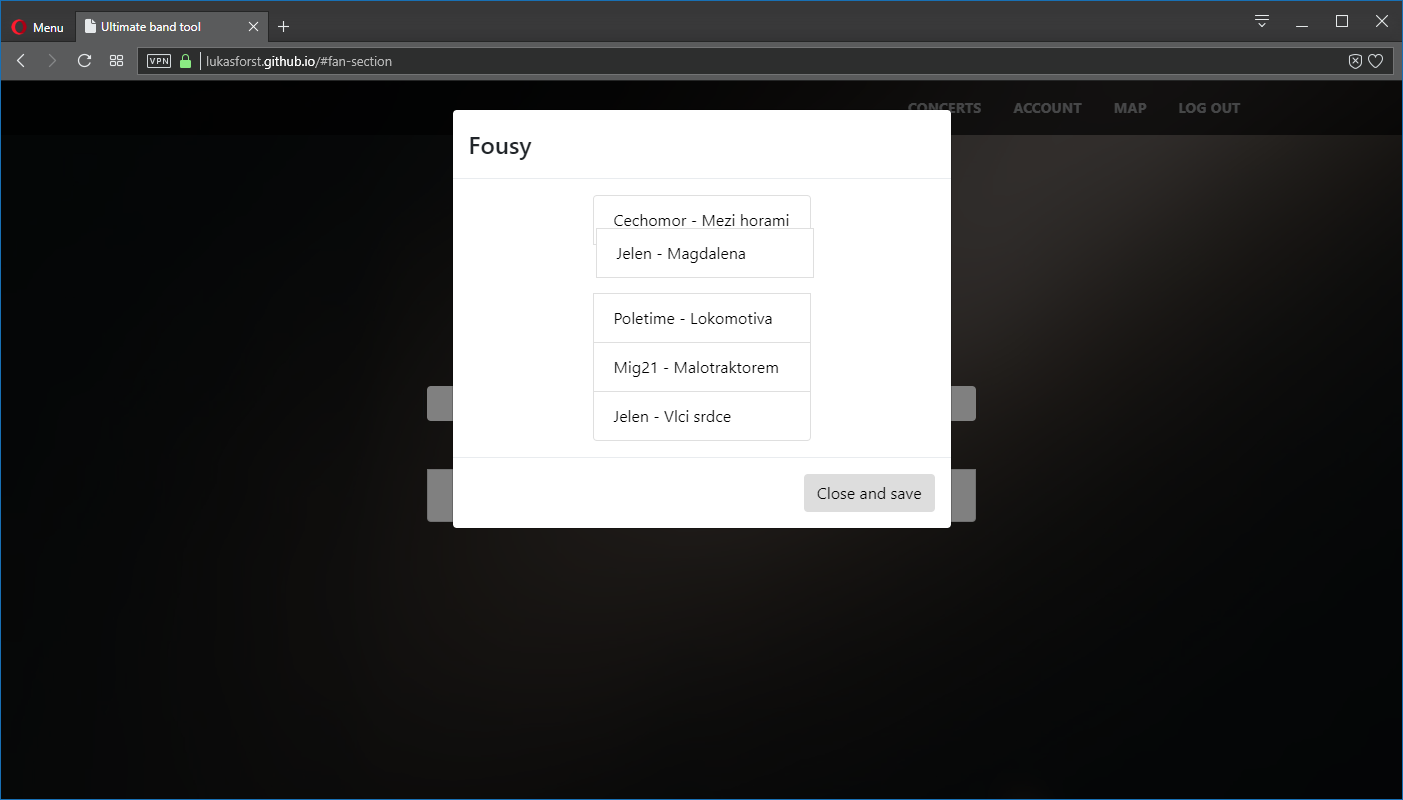 Menu
Ultimate band tool
VPN
lukasforst.github.io/#fan-section
CONCERTS
ACCOUNT
MAP
LOG OUT
Fousy
Cechomor - Mezi horami
Jelen - Magdalena
Poletime - Lokomotiva
Mig21 - Malotraktorem
Jelen - Vlci srdce
Close and save